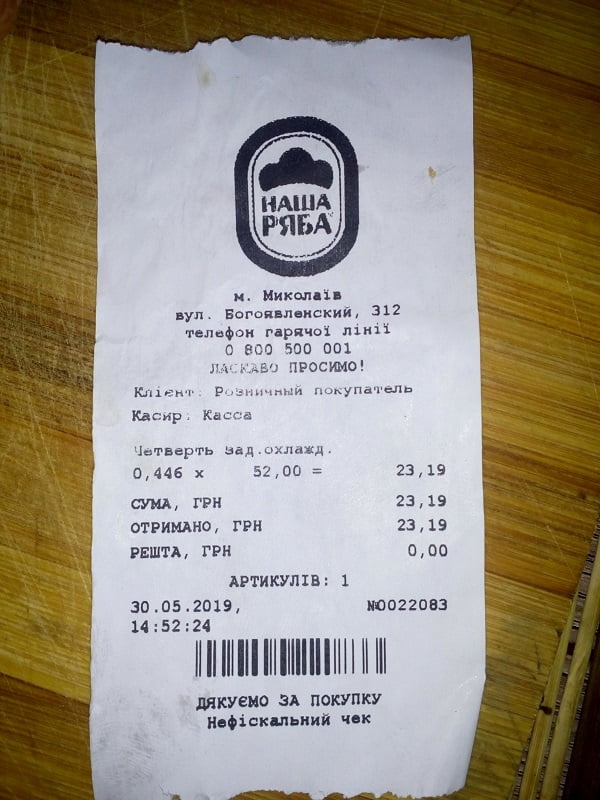 НАША
РЯБА
м. Миколаїв
вул. Богоявленский, 312
телефон гарячої лінії
0 800 500 001
ЛАСКАВО ПРОСИМО!
Клієнт: Розничный покупатель
Касир: Касса
Четверть зад.охлажд.
0,446 x 52,00 = 23,19
СУМА, ГРН 23,19
ОТРИМАНО, ГРН 23,19
РЕШТА, ГРН 0,00
АРТИКУЛІВ: 1
30.05.2019, №0022083
14:52:24
ДЯКУЄМО ЗА ПОКУПКУ
Нефіскальний чек